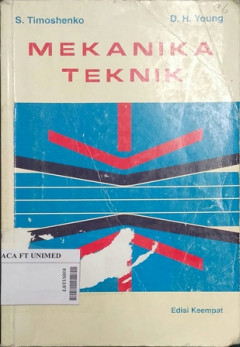 S. Timoshenko
D. H. Young
MEKANIKA
TEKNIK
ACA FT UNIMED
Edisi Keempat